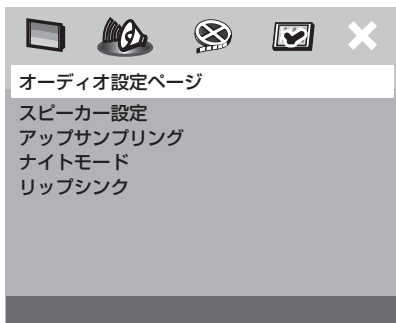 オーディオ設定ページ
スピーカー設定
アップサンプリング
ナイトモード
リップシンク